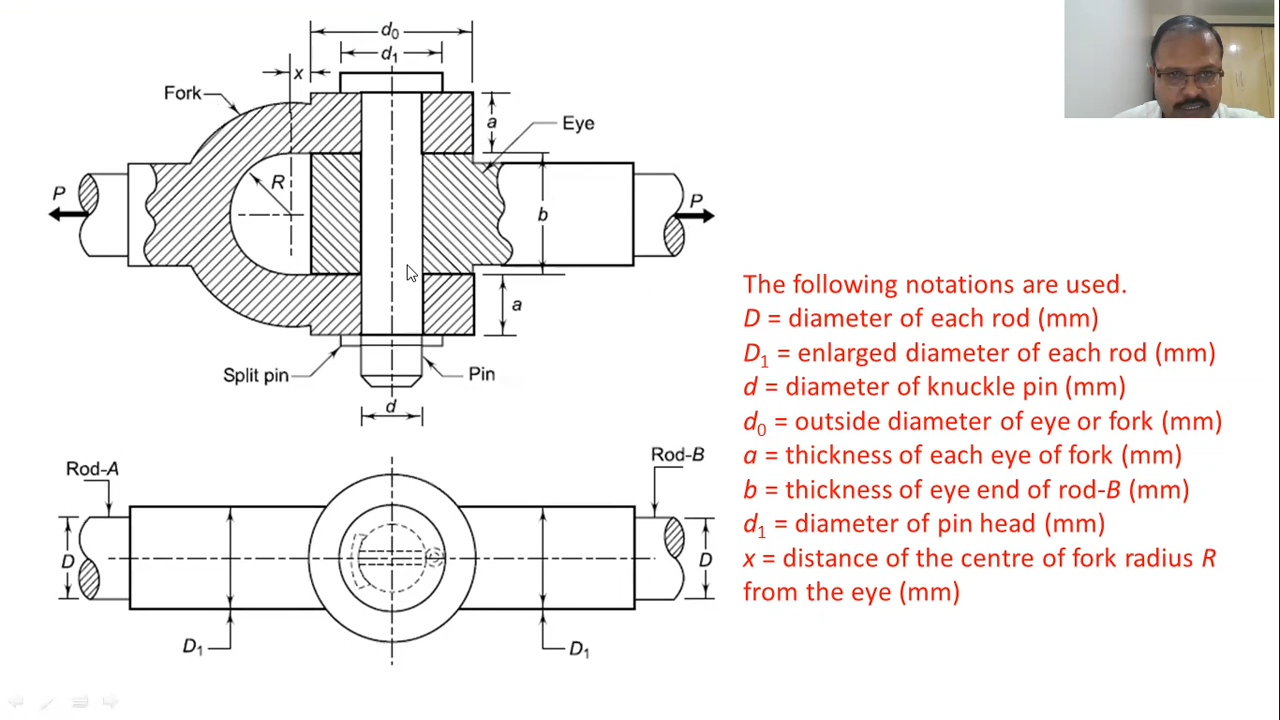 d0
d1
x
Fork
a
Eye
R
P
P
b
a
Split pin
Pin
d
Rod-A
Rod-B
D
D
D1
D1
The following notations are used.
D = diameter of each rod (mm)
D1 = enlarged diameter of each rod (mm)
d = diameter of knuckle pin (mm)
d0 = outside diameter of eye or fork (mm)
a = thickness of each eye of fork (mm)
b = thickness of eye end of rod-B (mm)
d1 = diameter of pin head (mm)
x = distance of the centre of fork radius R
from the eye (mm)